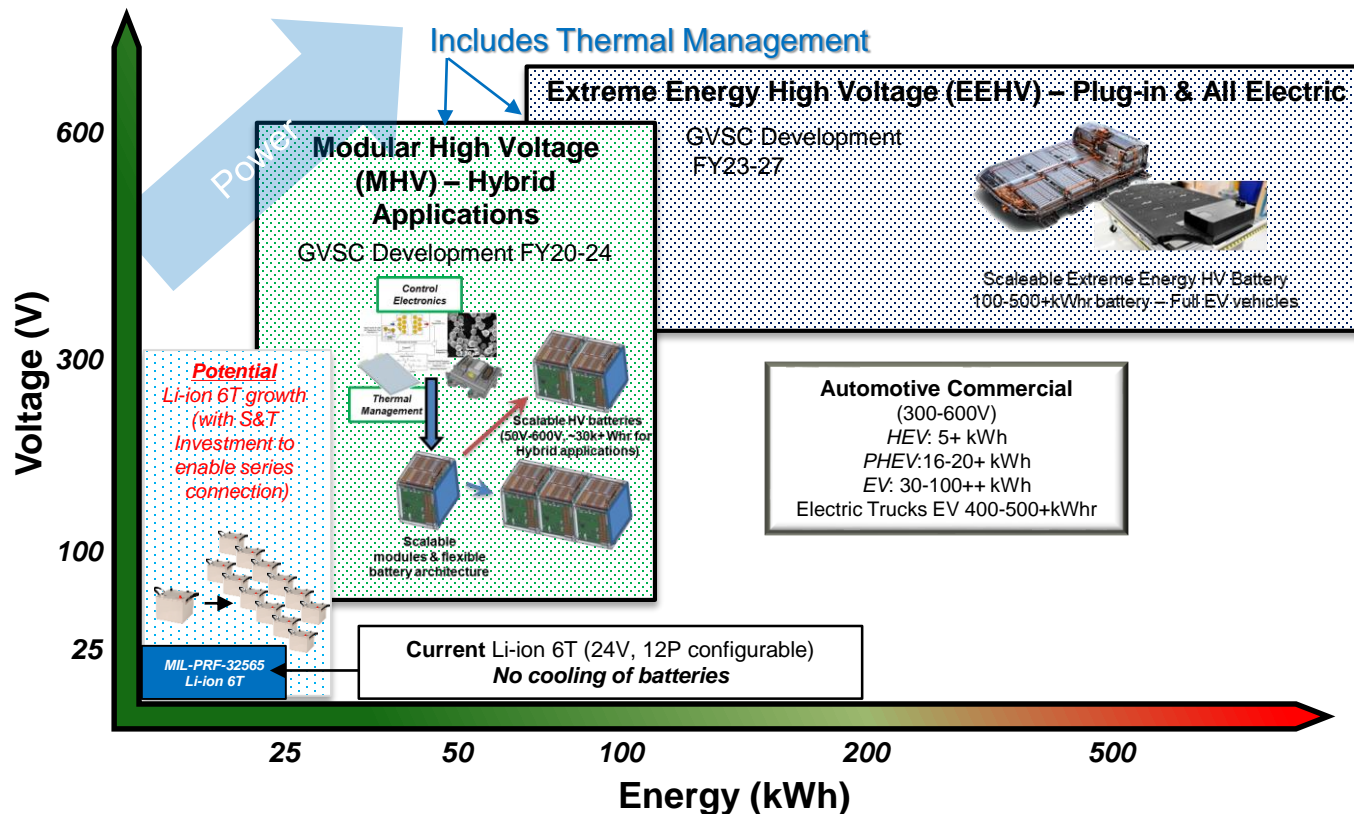 Includes Thermal Management
Power
Extreme Energy High Voltage (EEHV) – Plug-in & All Electric
GVSC Development
FY23-27
Scaleable Extreme Energy HV Battery
100-500+kWhr battery – Full EV vehicles
Modular High Voltage
(MHV) – Hybrid
Applications
GVSC Development FY20-24
Control
Electronics
Thermal
Management
Scalable HV batteries
(50V-600V, ~30k+ Whr for
Hybrid applications)
Scalable
modules & flexible
battery architecture
Potential
Li-ion 6T growth
(with S&T
Investment to
enable series
connection)
Automotive Commercial
(300-600V)
HEV: 5+ kWh
PHEV:16-20+ kWh
EV: 30-100++ kWh
Electric Trucks EV 400-500+kWhr
MIL-PRF-32565
Li-ion 6T
Current Li-ion 6T (24V, 12P configurable)
No cooling of batteries
Voltage (V)
600
300
100
25
25
50
100
200
500
Energy (kWh)